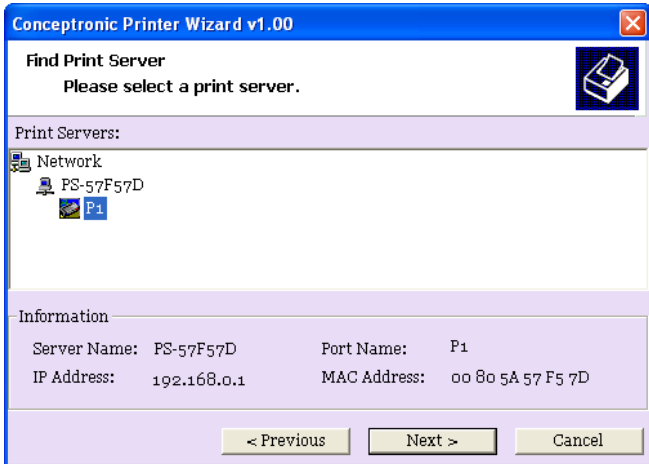 Conceptronic Printer Wizard v1.00
Find Print Server
Please select a print server.
Print Servers:
Network
PS-57F57D
P1
Information
Server Name: PS-57F57D Port Name: P1
IP Address: 192.168.0.1 MAC Address: 00 80 5A 57 F5 7D
< Previous Next > Cancel